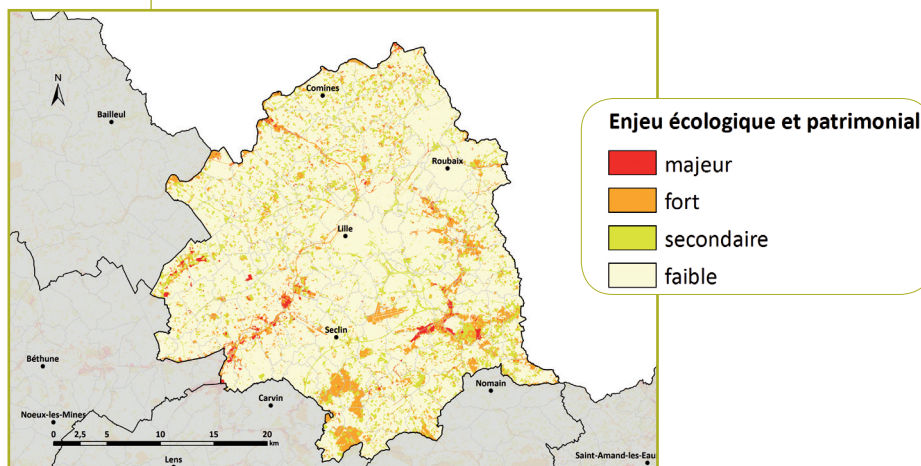 N
Comines
Bailleul
Roubaix
Lille
Seclin
Béthune
Nomain
Carvin
Noeux-les-Mines
0 2,5 5 10 15 20
km
Lens
Saint-Amand-les-Eau
Enjeu écologique et patrimonial
majeur
fort
secondaire
faible